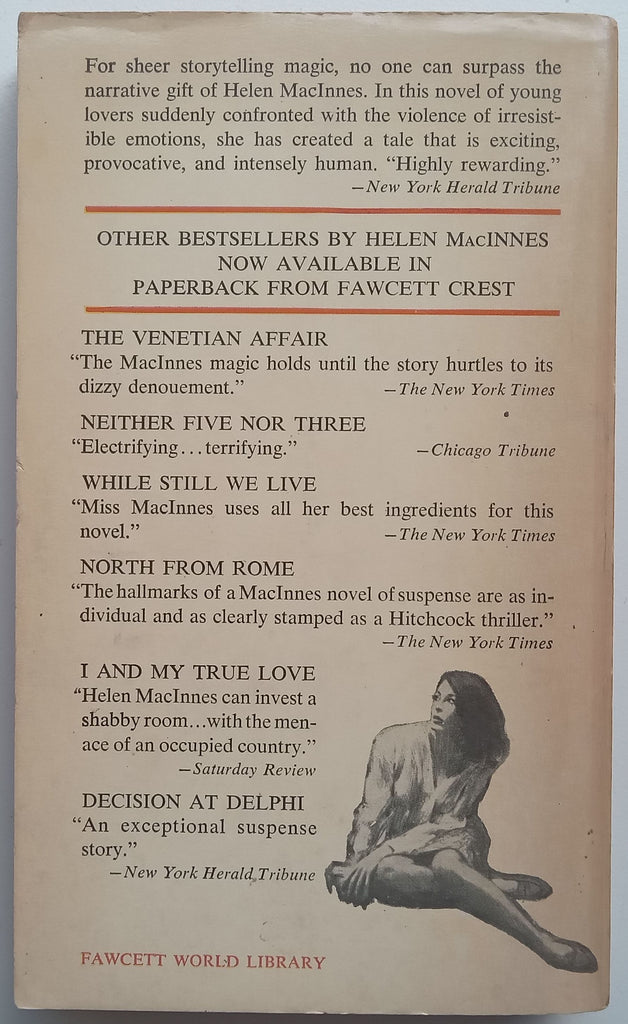 For sheer storytelling magic, no one can surpass the
narrative gift of Helen MacInnes. In this novel of young
lovers suddenly confronted with the violence of irresist-
ible emotions, she has created a tale that is exciting,
provocative, and intensely human. “Highly rewarding.”
—New York Herald Tribune
OTHER BESTSELLERS BY HELEN MACINNES
NOW AVAILABLE IN
PAPERBACK FROM FAWCETT CREST
THE VENETIAN AFFAIR
“The MacInnes magic holds until the story hurtles to its
dizzy denouement.” —The New York Times
NEITHER FIVE NOR THREE
“Electrifying...terrifying.” —Chicago Tribune
WHILE STILL WE LIVE
“Miss MacInnes uses all her best ingredients for this
novel.” —The New York Times
NORTH FROM ROME
“The hallmarks of a MacInnes novel of suspense are as in-
dividual and as clearly stamped as a Hitchcock thriller.”
—The New York Times
I AND MY TRUE LOVE
“Helen MacInnes can invest a
shabby room...with the men-
ace of an occupied country.”
—Saturday Review
DECISION AT DELPHI
“An exceptional suspense
story.”
—New York Herald Tribune
FAWCETT WORLD LIBRARY